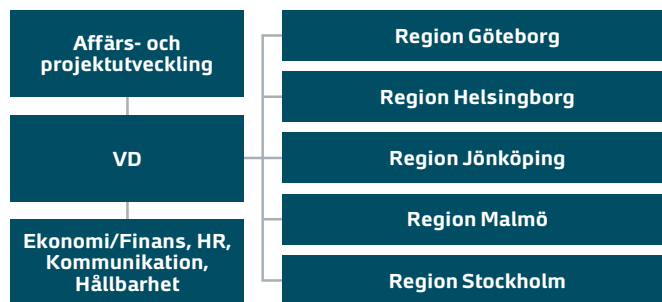 Affärs- och
projektutveckling
VD
Ekonomi/Finans, HR,
Kommunikation,
Hållbarhet
Region Göteborg
Region Helsingborg
Region Jönköping
Region Malmö
Region Stockholm